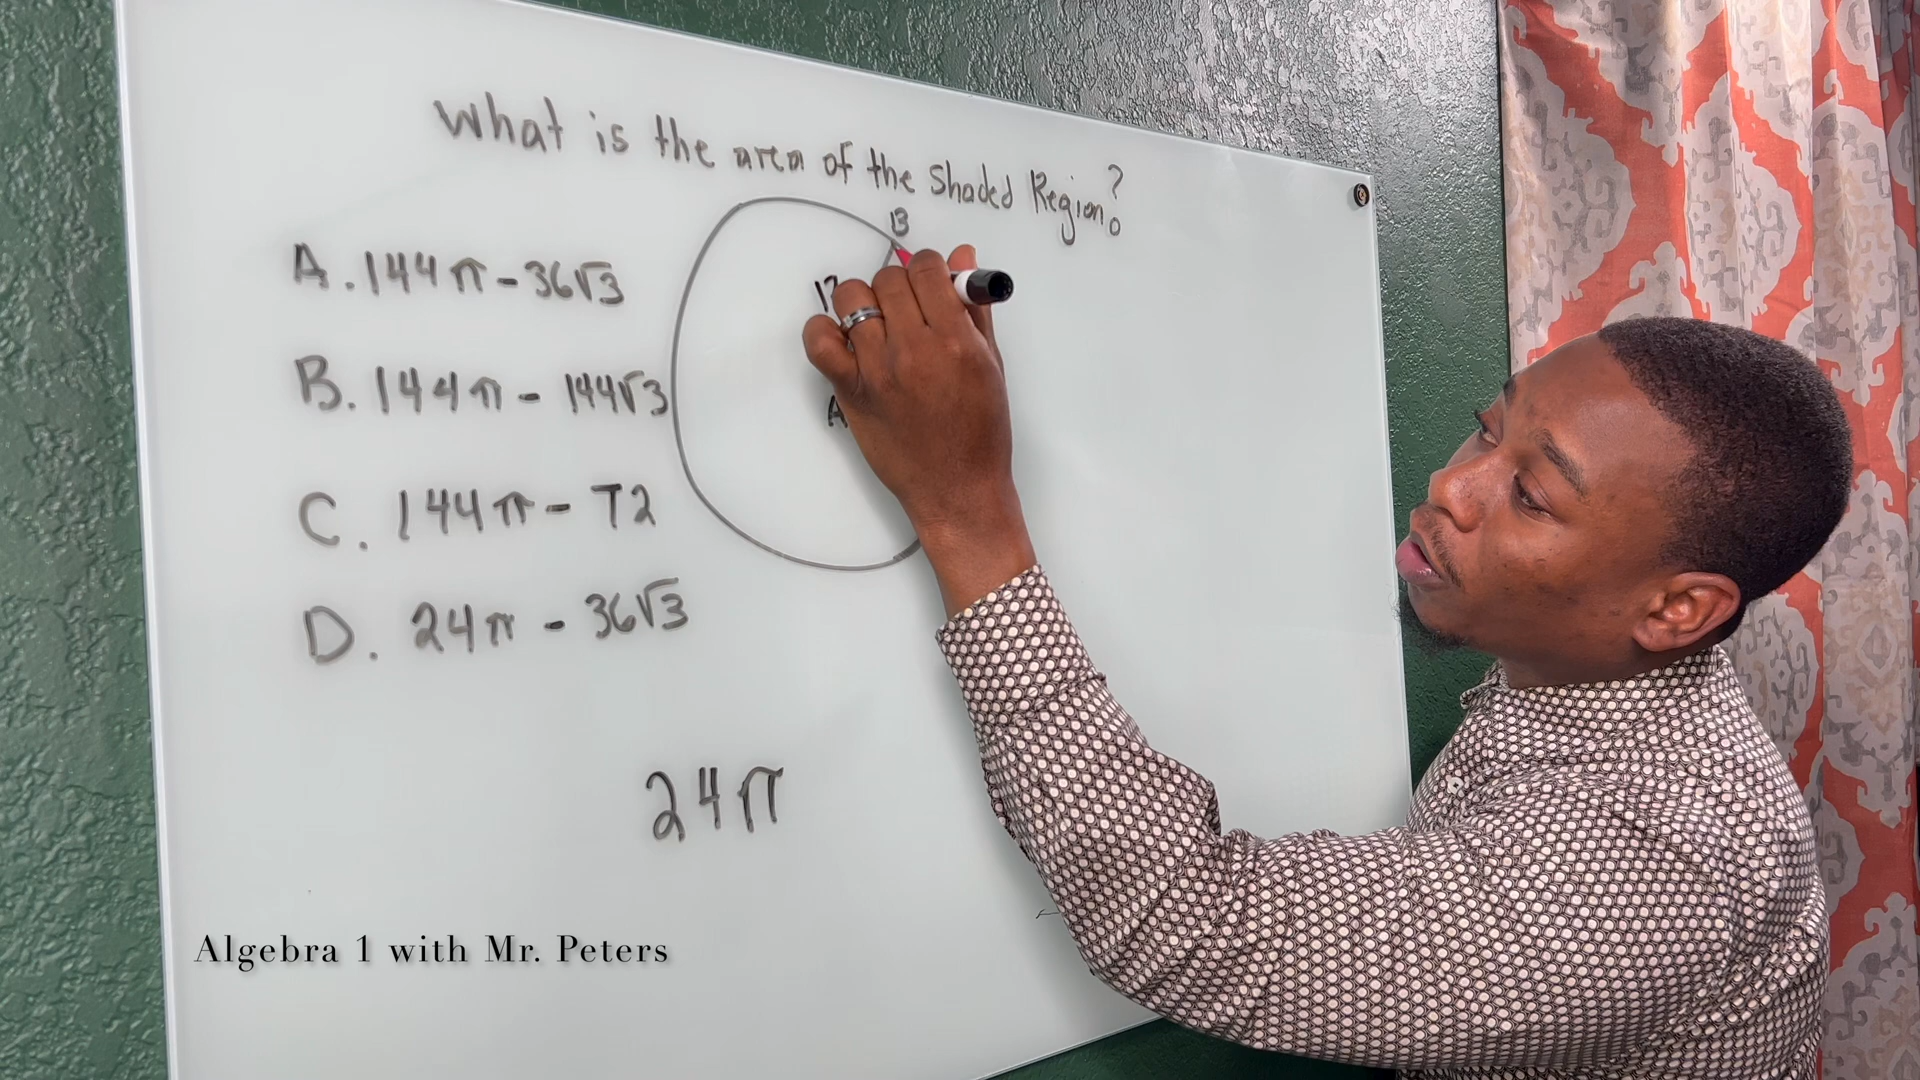 What is the area of the Shaded Region?
B
A. 144π - 36√3
12
B. 144π - 144√3
A
C. 144π - 72
D. 24π - 36√3
24π
Algebra 1 with Mr. Peters